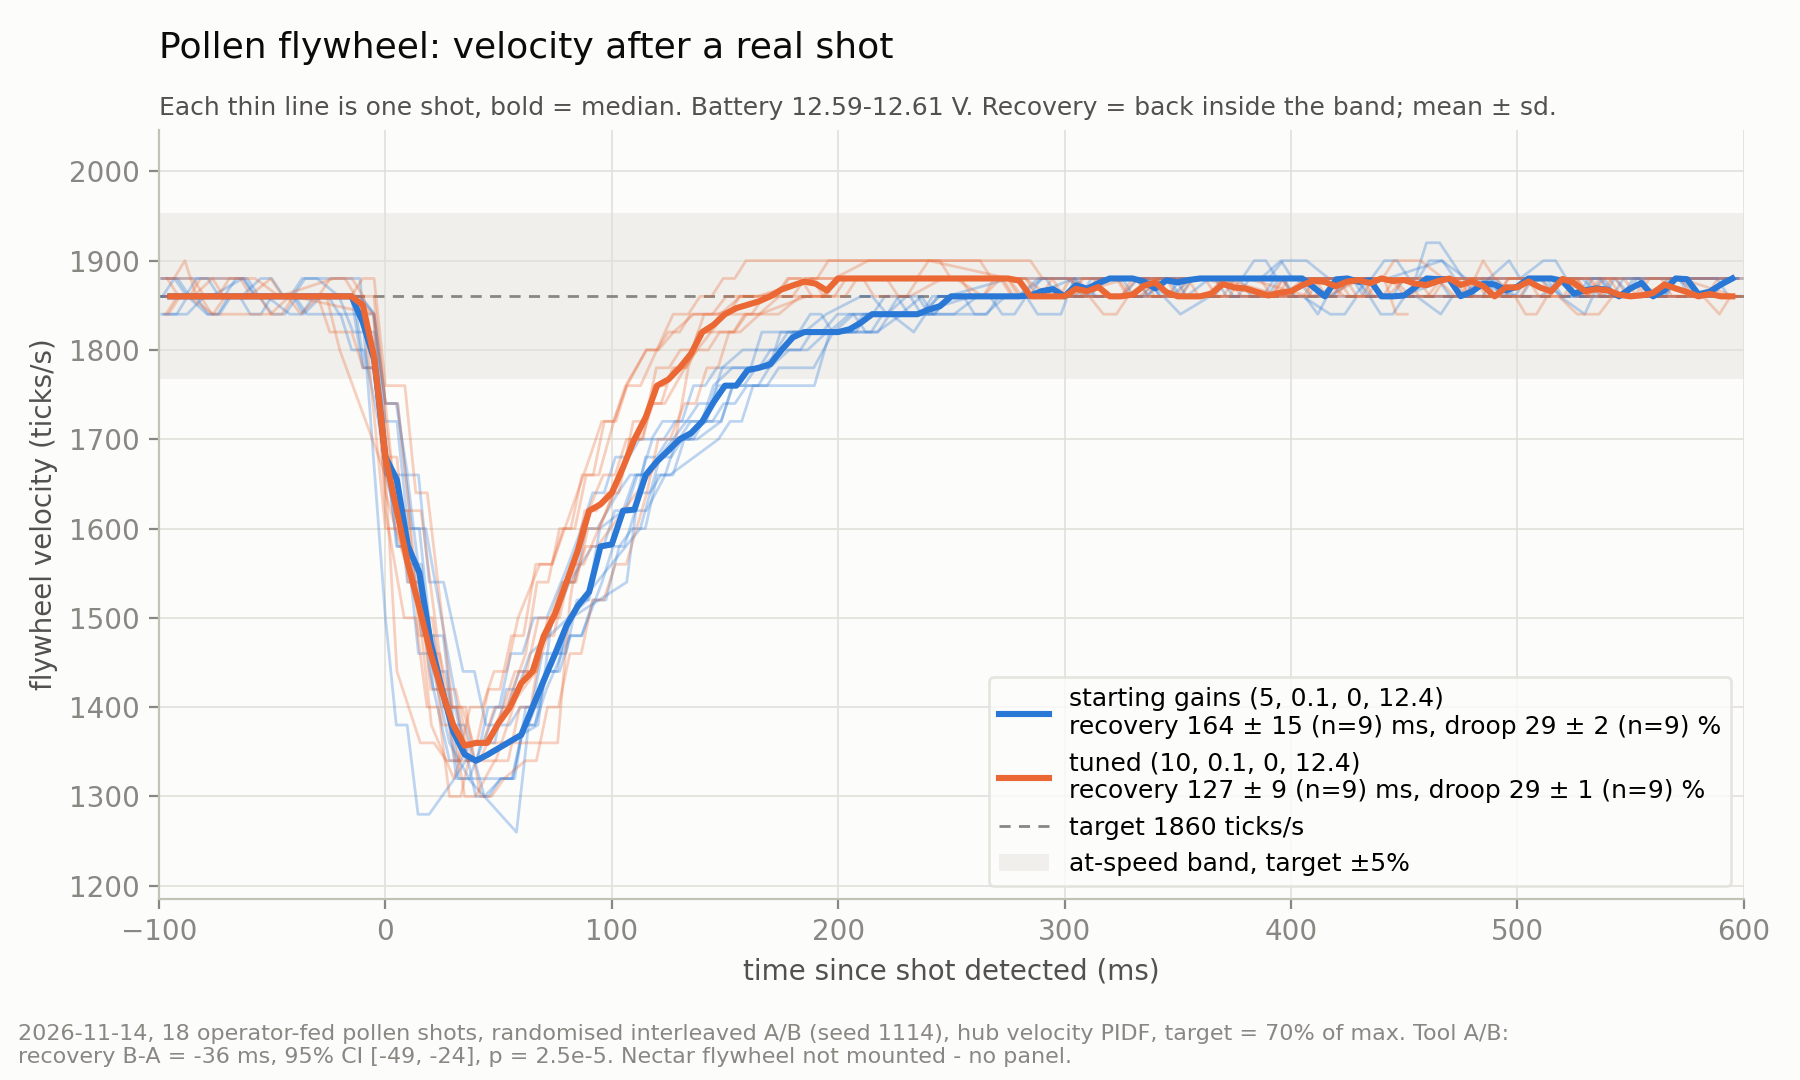 Pollen flywheel: velocity after a real shot
Each thin line is one shot, bold = median. Battery 12.59-12.61 V. Recovery = back inside the band; mean ± sd.
flywheel velocity (ticks/s)
2000
1900
1800
1700
1600
1500
1400
1300
1200
starting gains (5, 0.1, 0, 12.4)
recovery 164 ± 15 (n=9) ms, droop 29 ± 2 (n=9) %
tuned (10, 0.1, 0, 12.4)
recovery 127 ± 9 (n=9) ms, droop 29 ± 1 (n=9) %
target 1860 ticks/s
at-speed band, target ±5%
−100 0 100 200 300 400 500 600
time since shot detected (ms)
2026-11-14, 18 operator-fed pollen shots, randomised interleaved A/B (seed 1114), hub velocity PIDF, target = 70% of max. Tool A/B:
recovery B-A = -36 ms, 95% CI [-49, -24], p = 2.5e-5. Nectar flywheel not mounted - no panel.